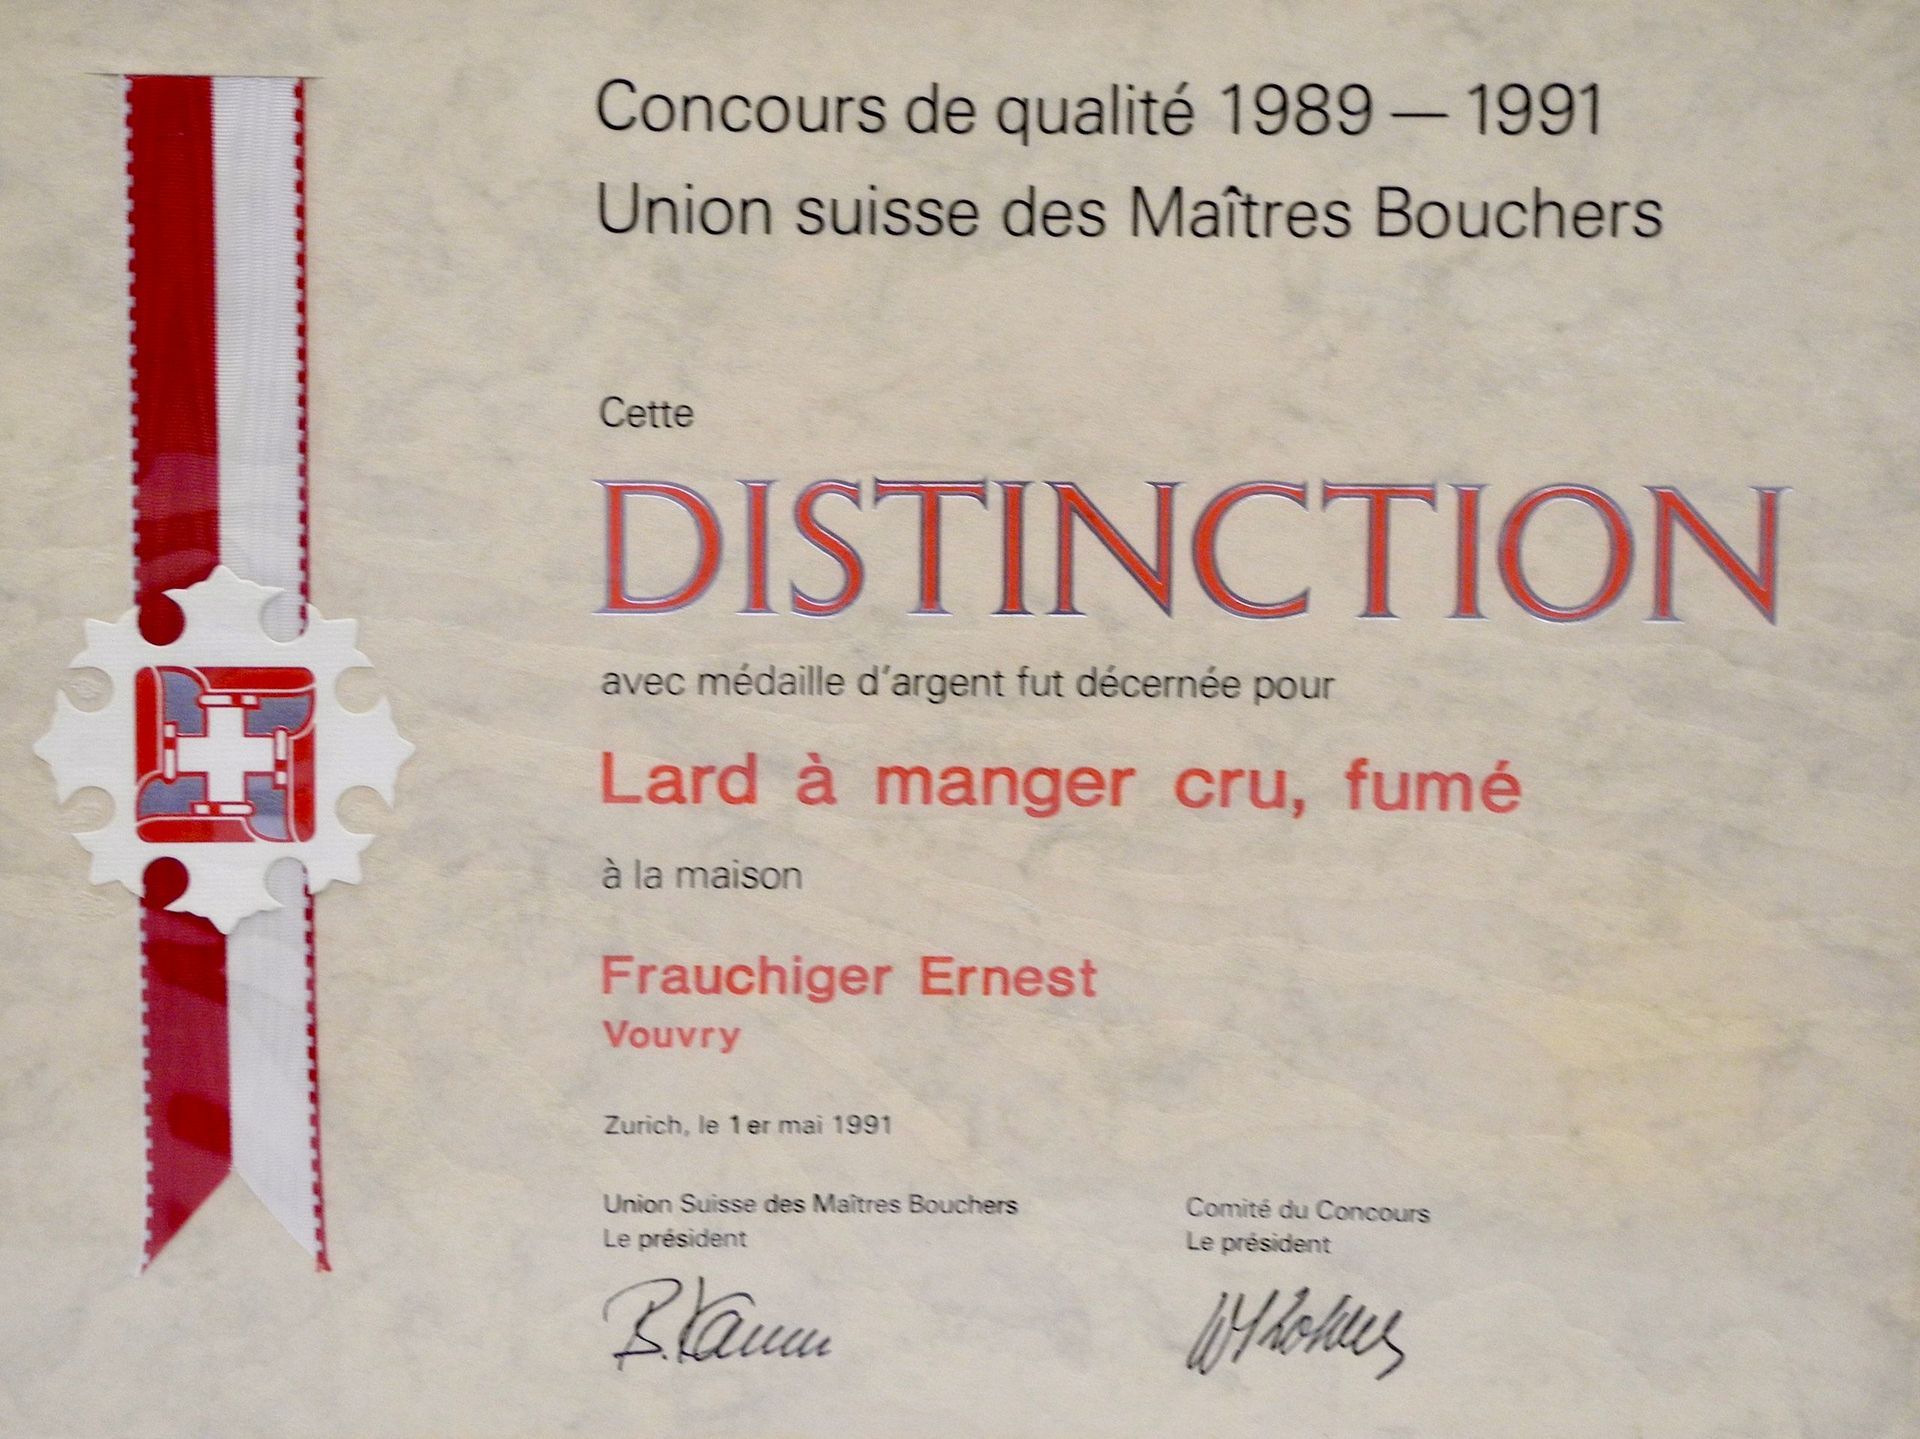 Concours de qualité 1989 — 1991
Union suisse des Maîtres Bouchers
Cette
DISTINCTION
avec médaille d'argent fut décernée pour
Lard à manger cru, fumé
à la maison
Frauchiger Ernest
Vouvry
Zurich, le 1er mai 1991
Union Suisse des Maîtres Bouchers
Le président
Comité du Concours
Le président